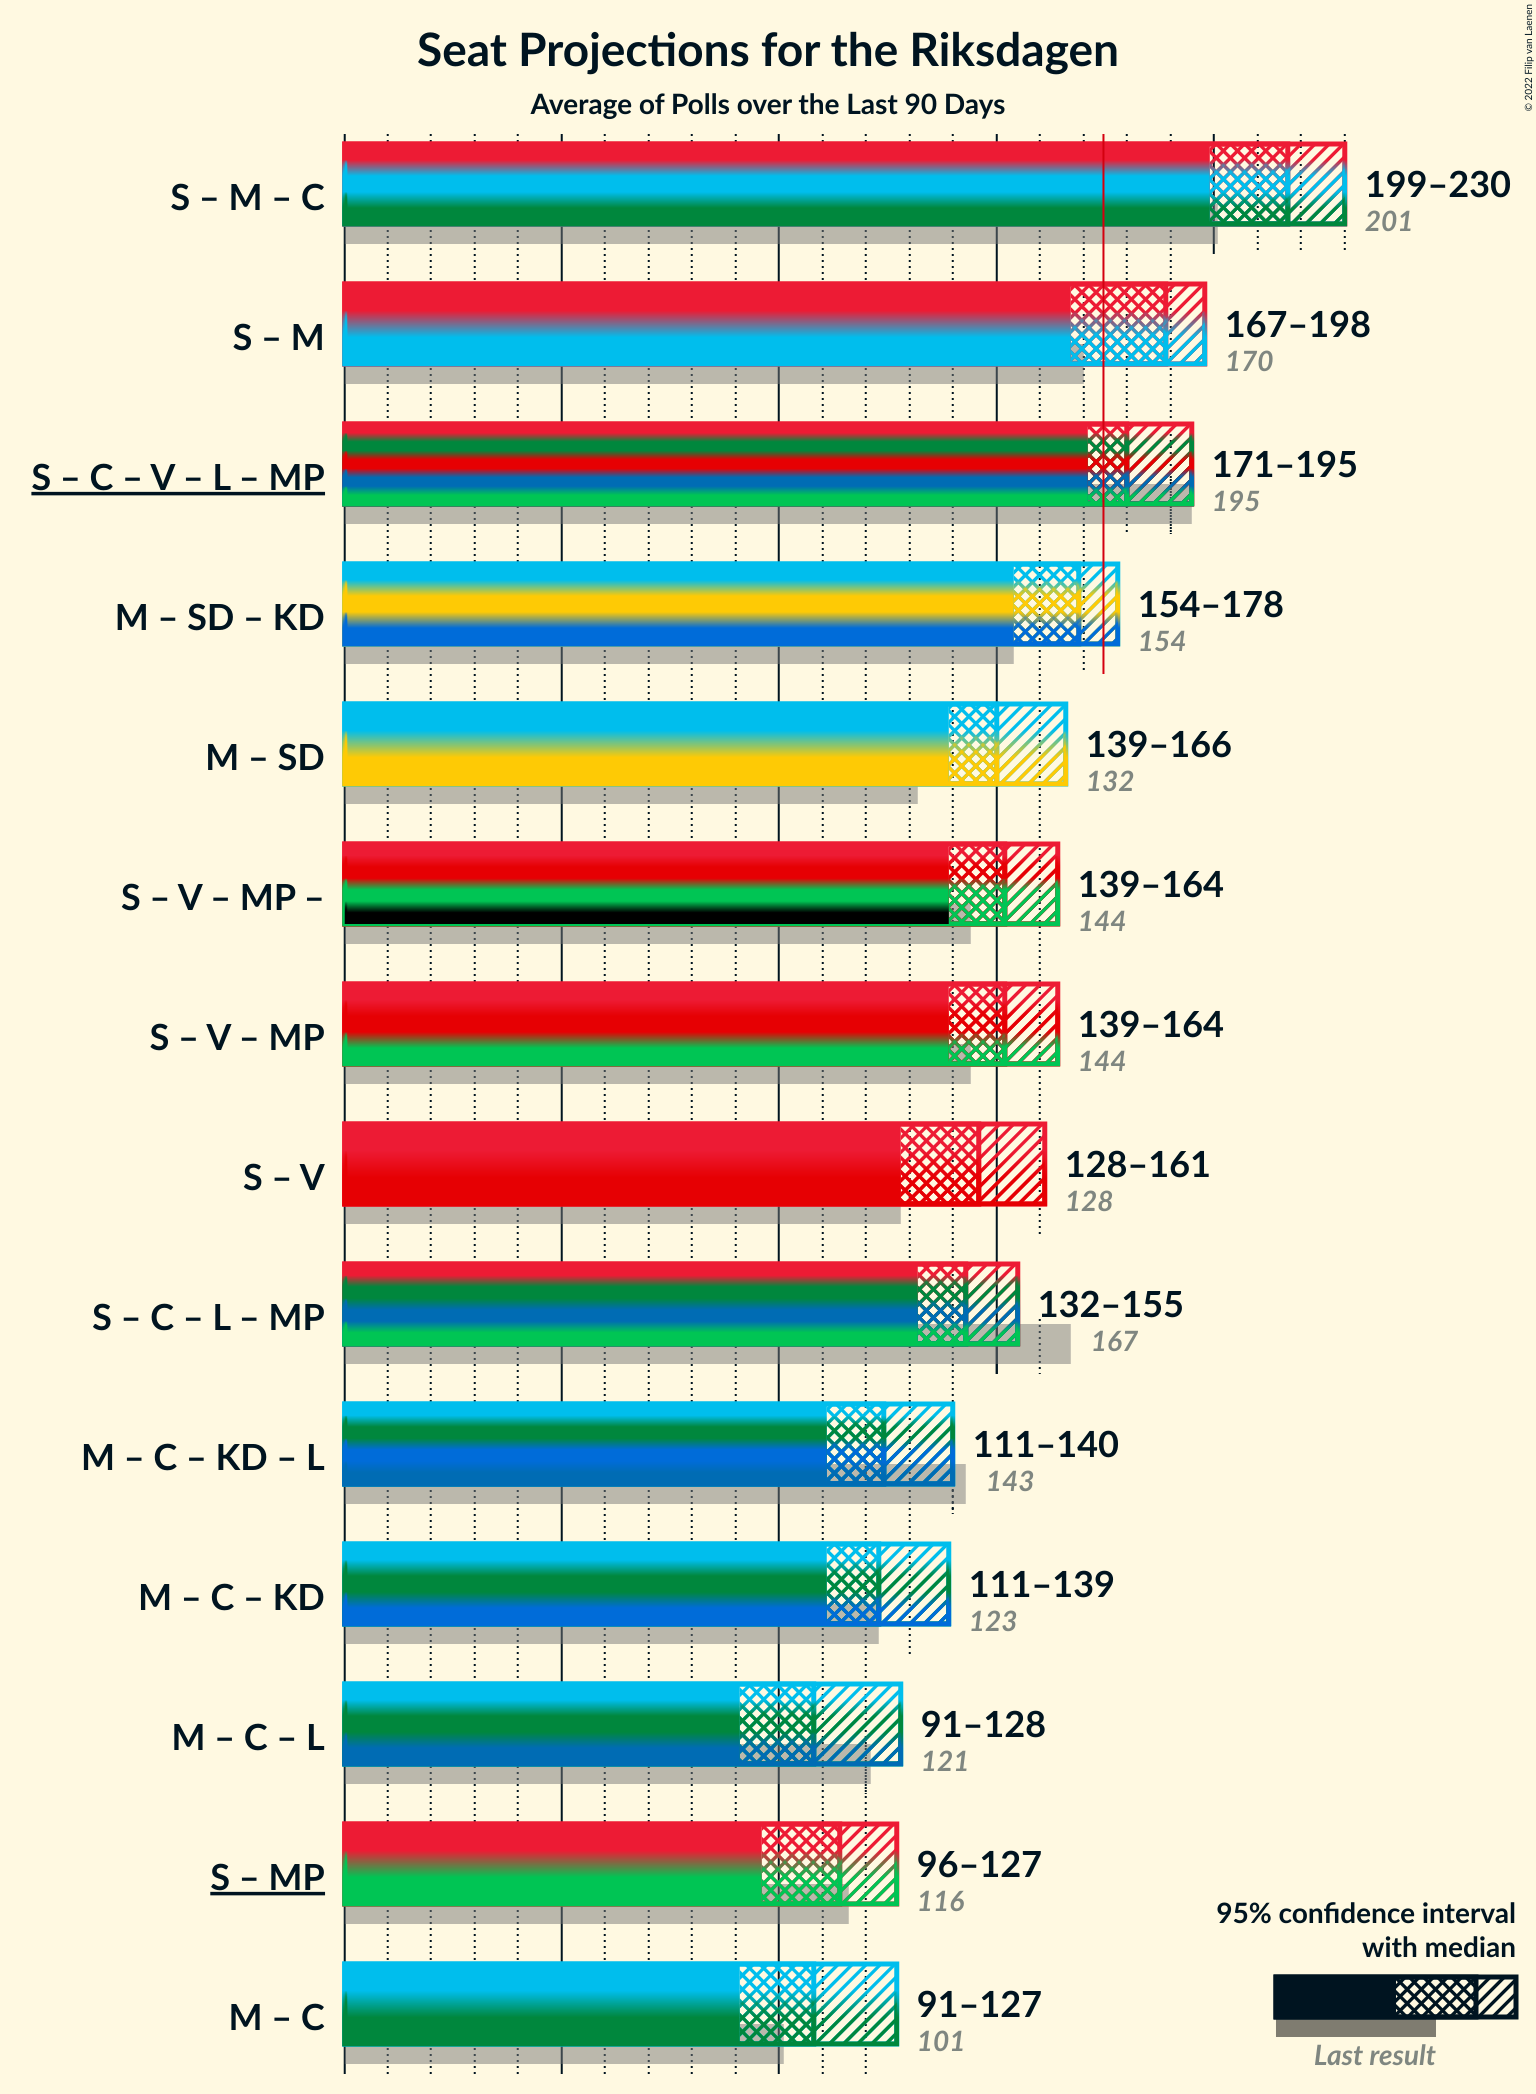 Seat Projections for the Riksdagen
Average of Polls over the Last 90 Days
© 2022 Filip van Laenen
S – M – C
199–230
201
S – M
167–198
170
S – C – V – L – MP
171–195
195
M – SD – KD
154–178
154
M – SD
139–166
132
S – V – MP –
139–164
144
S – V – MP
139–164
144
S – V
128–161
128
S – C – L – MP
132–155
167
M – C – KD – L
111–140
143
M – C – KD
111–139
123
M – C – L
91–128
121
S – MP
96–127
116
M – C
91–127
101
95% confidence interval
with median
Last result